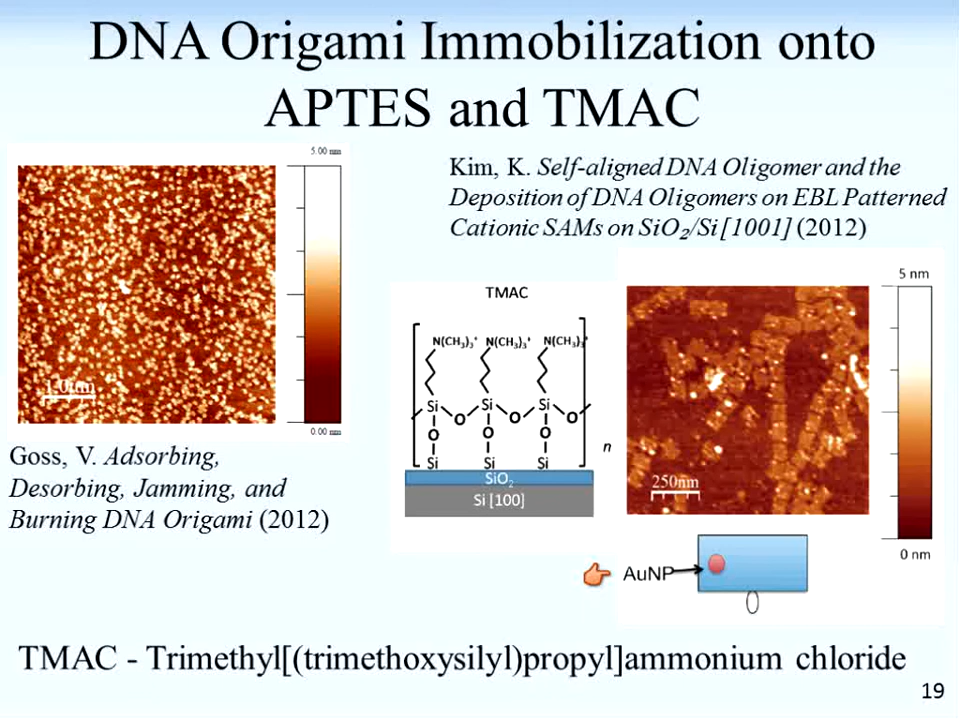 DNA Origami Immobilization onto
APTES and TMAC
5.00 nm
1.0um
0.00 nm
Goss, V. Adsorbing,
Desorbing, Jamming, and
Burning DNA Origami (2012)
Kim, K. Self-aligned DNA Oligomer and the
Deposition of DNA Oligomers on EBL Patterned
Cationic SAMs on SiO₂/Si[1001] (2012)
TMAC
N(CH₃)₃⁺ N(CH₃)₃⁺ N(CH₃)₃⁺
Si O Si O Si O
O O O
Si Si Si
n
SiO₂
Si [100]
5 nm
250nm
0 nm
AuNP
TMAC - Trimethyl[(trimethoxysilyl)propyl]ammonium chloride
19